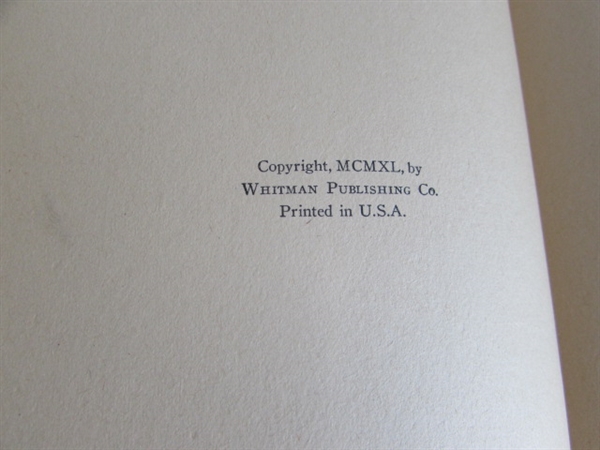 Copyright, MCMXL, by
WHITMAN PUBLISHING CO.
Printed in U.S.A.